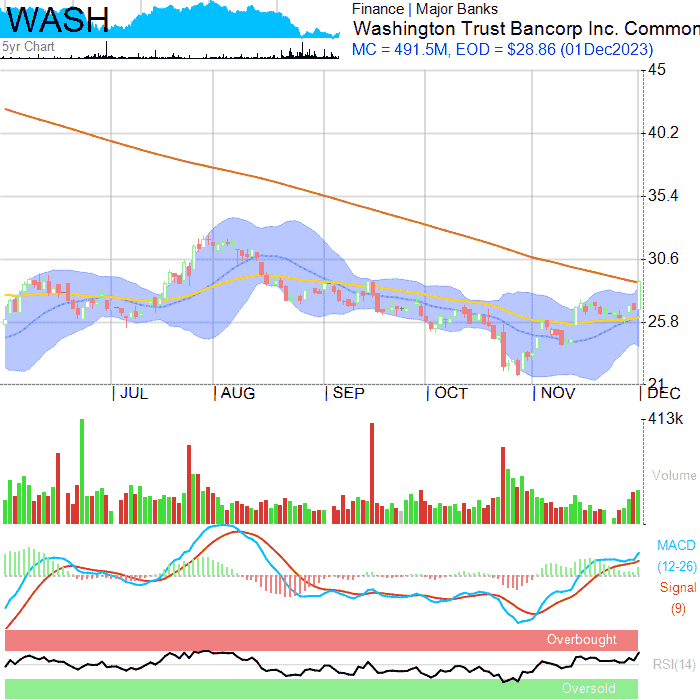 WASH
5yr Chart
Finance | Major Banks
Washington Trust Bancorp Inc. Common
MC = 491.5M, EOD = $28.86 (01Dec2023)
45
40.2
35.4
30.6
25.8
21
JUL
AUG
SEP
OCT
NOV
DEC
413k
Volume
MACD
(12-26)
Signal
(9)
Overbought
RSI(14)
Oversold